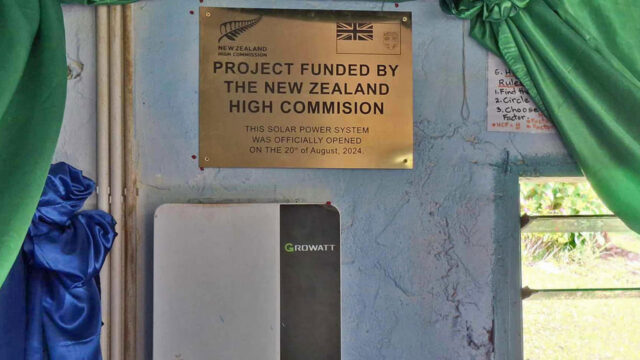 NEW ZEALAND
HIGH COMMISSION
PROJECT FUNDED BY
THE NEW ZEALAND
HIGH COMMISION
THIS SOLAR POWER SYSTEM
WAS OFFICIALLY OPENED
ON THE 20th of August, 2024.
GROWATT
Rule
1. Find the
2. Circle
3. Choose
Factor.